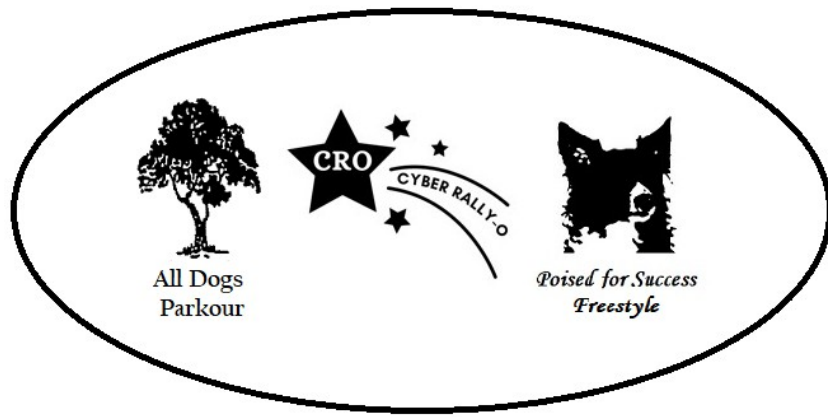 All Dogs
Parkour
CRO
CYBER RALLY-O
Poised for Success
Freestyle